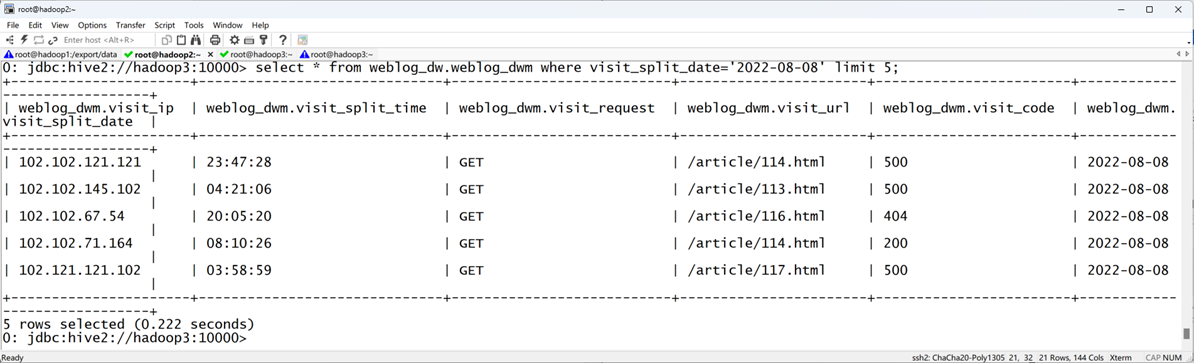 root@hadoop2:~
File Edit View Options Transfer Script Tools Window Help
Enter host <Alt+R>
root@hadoop1:/export/data root@hadoop2:~ × root@hadoop3:~ root@hadoop3:~
0: jdbc:hive2://hadoop3:10000> select * from weblog_dw.weblog_dwm where visit_split_date='2022-08-08' limit 5;
+-----------------------+-------------------------------+----------------------------+------------------------+-------------------------+-------------
------------------+
| weblog_dwm.visit_ip | weblog_dwm.visit_split_time | weblog_dwm.visit_request | weblog_dwm.visit_url | weblog_dwm.visit_code | weblog_dwm.
visit_split_date |
+-----------------------+-------------------------------+----------------------------+------------------------+-------------------------+-------------
------------------+
| 102.102.121.121 | 23:47:28 | GET | /article/114.html | 500 | 2022-08-08
|
| 102.102.145.102 | 04:21:06 | GET | /article/113.html | 500 | 2022-08-08
|
| 102.102.67.54 | 20:05:20 | GET | /article/116.html | 404 | 2022-08-08
|
| 102.102.71.164 | 08:10:26 | GET | /article/114.html | 200 | 2022-08-08
|
| 102.121.121.102 | 03:58:59 | GET | /article/117.html | 500 | 2022-08-08
|
+-----------------------+-------------------------------+----------------------------+------------------------+-------------------------+-------------
------------------+
5 rows selected (0.222 seconds)
0: jdbc:hive2://hadoop3:10000>
Ready ssh2: ChaCha20-Poly1305 21, 32 21 Rows, 144 Cols Xterm CAP NUM